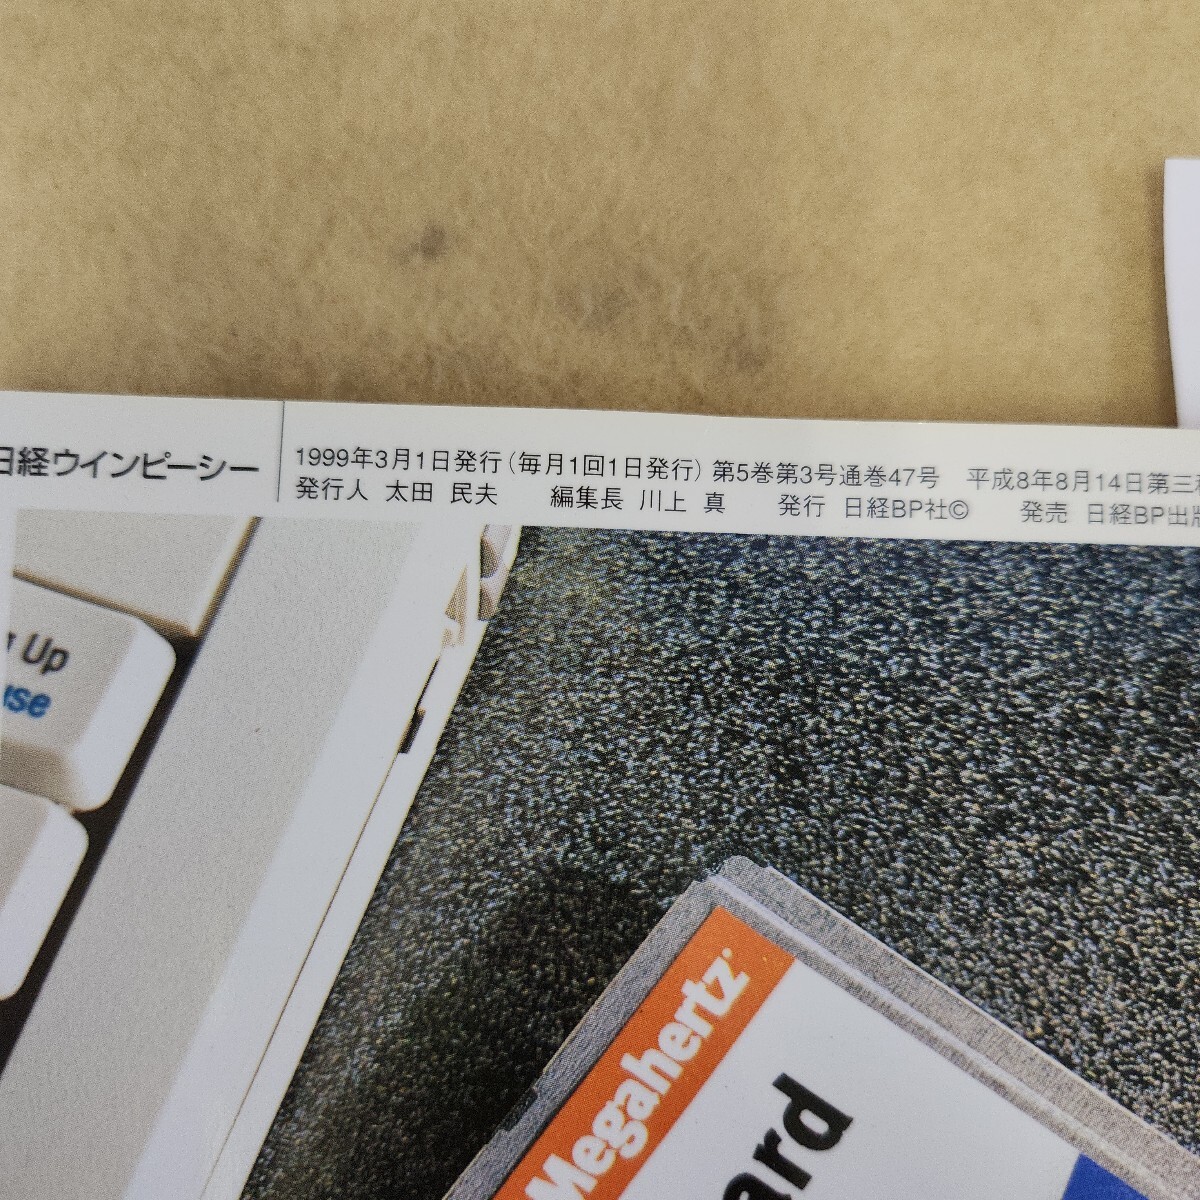 日経ウインピーシー
1999年3月1日発行（毎月1回1日発行）第5巻第3号通巻47号　平成8年8月14日第三種
発行人 太田 民夫　編集長 川上 真　発行 日経BP社©　発売 日経BP出版
Up
Megahertz